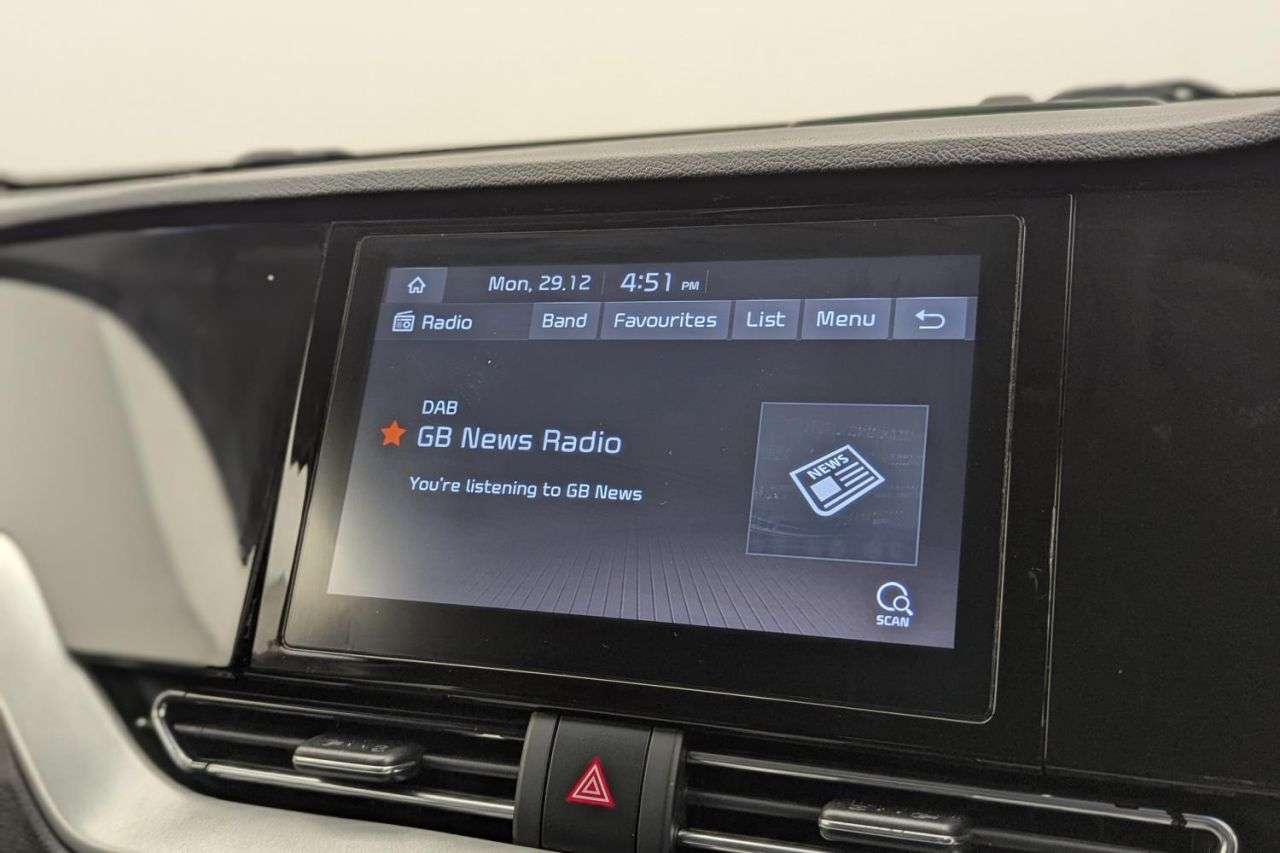 Mon, 29.12 4:51 PM
Radio Band Favourites List Menu
DAB
GB News Radio
You're listening to GB News
NEWS
SCAN